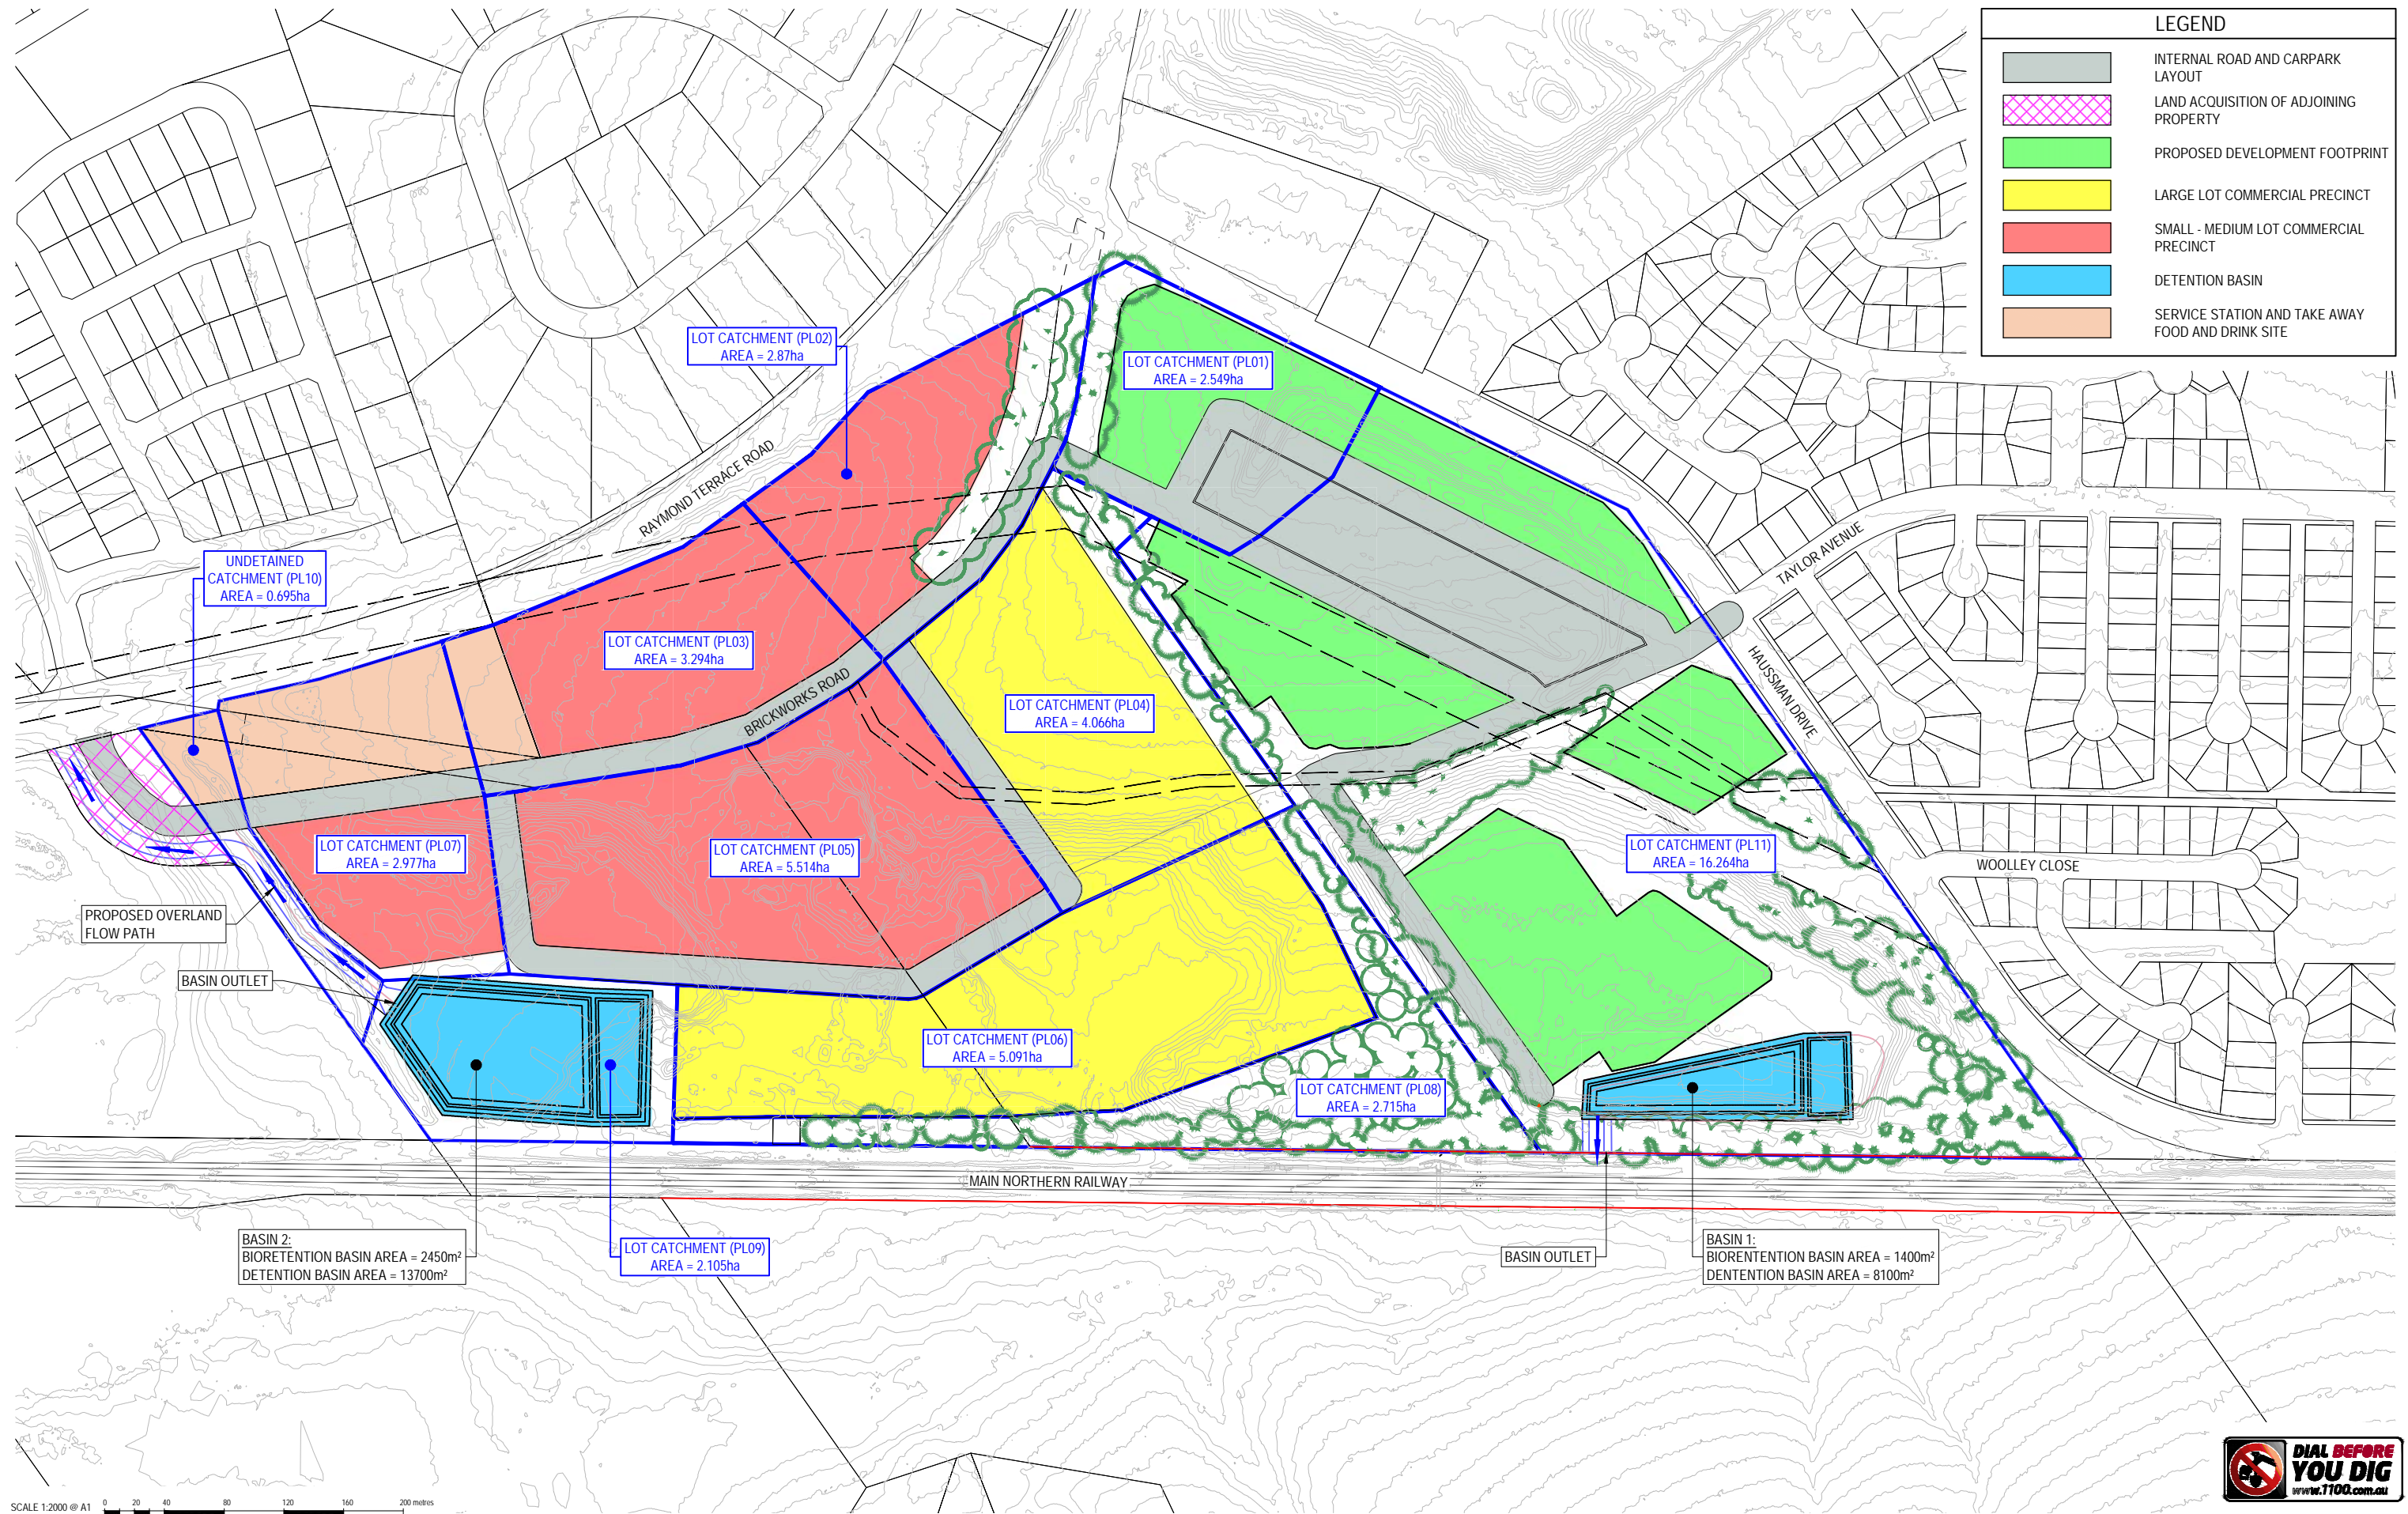 LEGEND
INTERNAL ROAD AND CARPARK
LAYOUT
LAND ACQUISITION OF ADJOINING
PROPERTY
PROPOSED DEVELOPMENT FOOTPRINT
LARGE LOT COMMERCIAL PRECINCT
SMALL - MEDIUM LOT COMMERCIAL
PRECINCT
DETENTION BASIN
SERVICE STATION AND TAKE AWAY
FOOD AND DRINK SITE
LOT CATCHMENT (PL02)
AREA = 2.87ha
LOT CATCHMENT (PL01)
AREA = 2.549ha
RAYMOND TERRACE ROAD
TAYLOR AVENUE
UNDETAINED
CATCHMENT (PL10)
AREA = 0.695ha
LOT CATCHMENT (PL03)
AREA = 3.294ha
BRICKWORKS ROAD
LOT CATCHMENT (PL04)
AREA = 4.066ha
HAUSSMAN DRIVE
LOT CATCHMENT (PL07)
AREA = 2.977ha
LOT CATCHMENT (PL05)
AREA = 5.514ha
LOT CATCHMENT (PL11)
AREA = 16.264ha
WOOLLEY CLOSE
PROPOSED OVERLAND
FLOW PATH
BASIN OUTLET
LOT CATCHMENT (PL06)
AREA = 5.091ha
LOT CATCHMENT (PL08)
AREA = 2.715ha
MAIN NORTHERN RAILWAY
BASIN 2:
BIORETENTION BASIN AREA = 2450m²
DETENTION BASIN AREA = 13700m²
LOT CATCHMENT (PL09)
AREA = 2.105ha
BASIN OUTLET
BASIN 1:
BIORENTENTION BASIN AREA = 1400m²
DENTENTION BASIN AREA = 8100m²
SCALE 1:2000 @ A1
0 20 40 80 120 160 200 metres
DIAL BEFORE
YOU DIG
www.1100.com.au